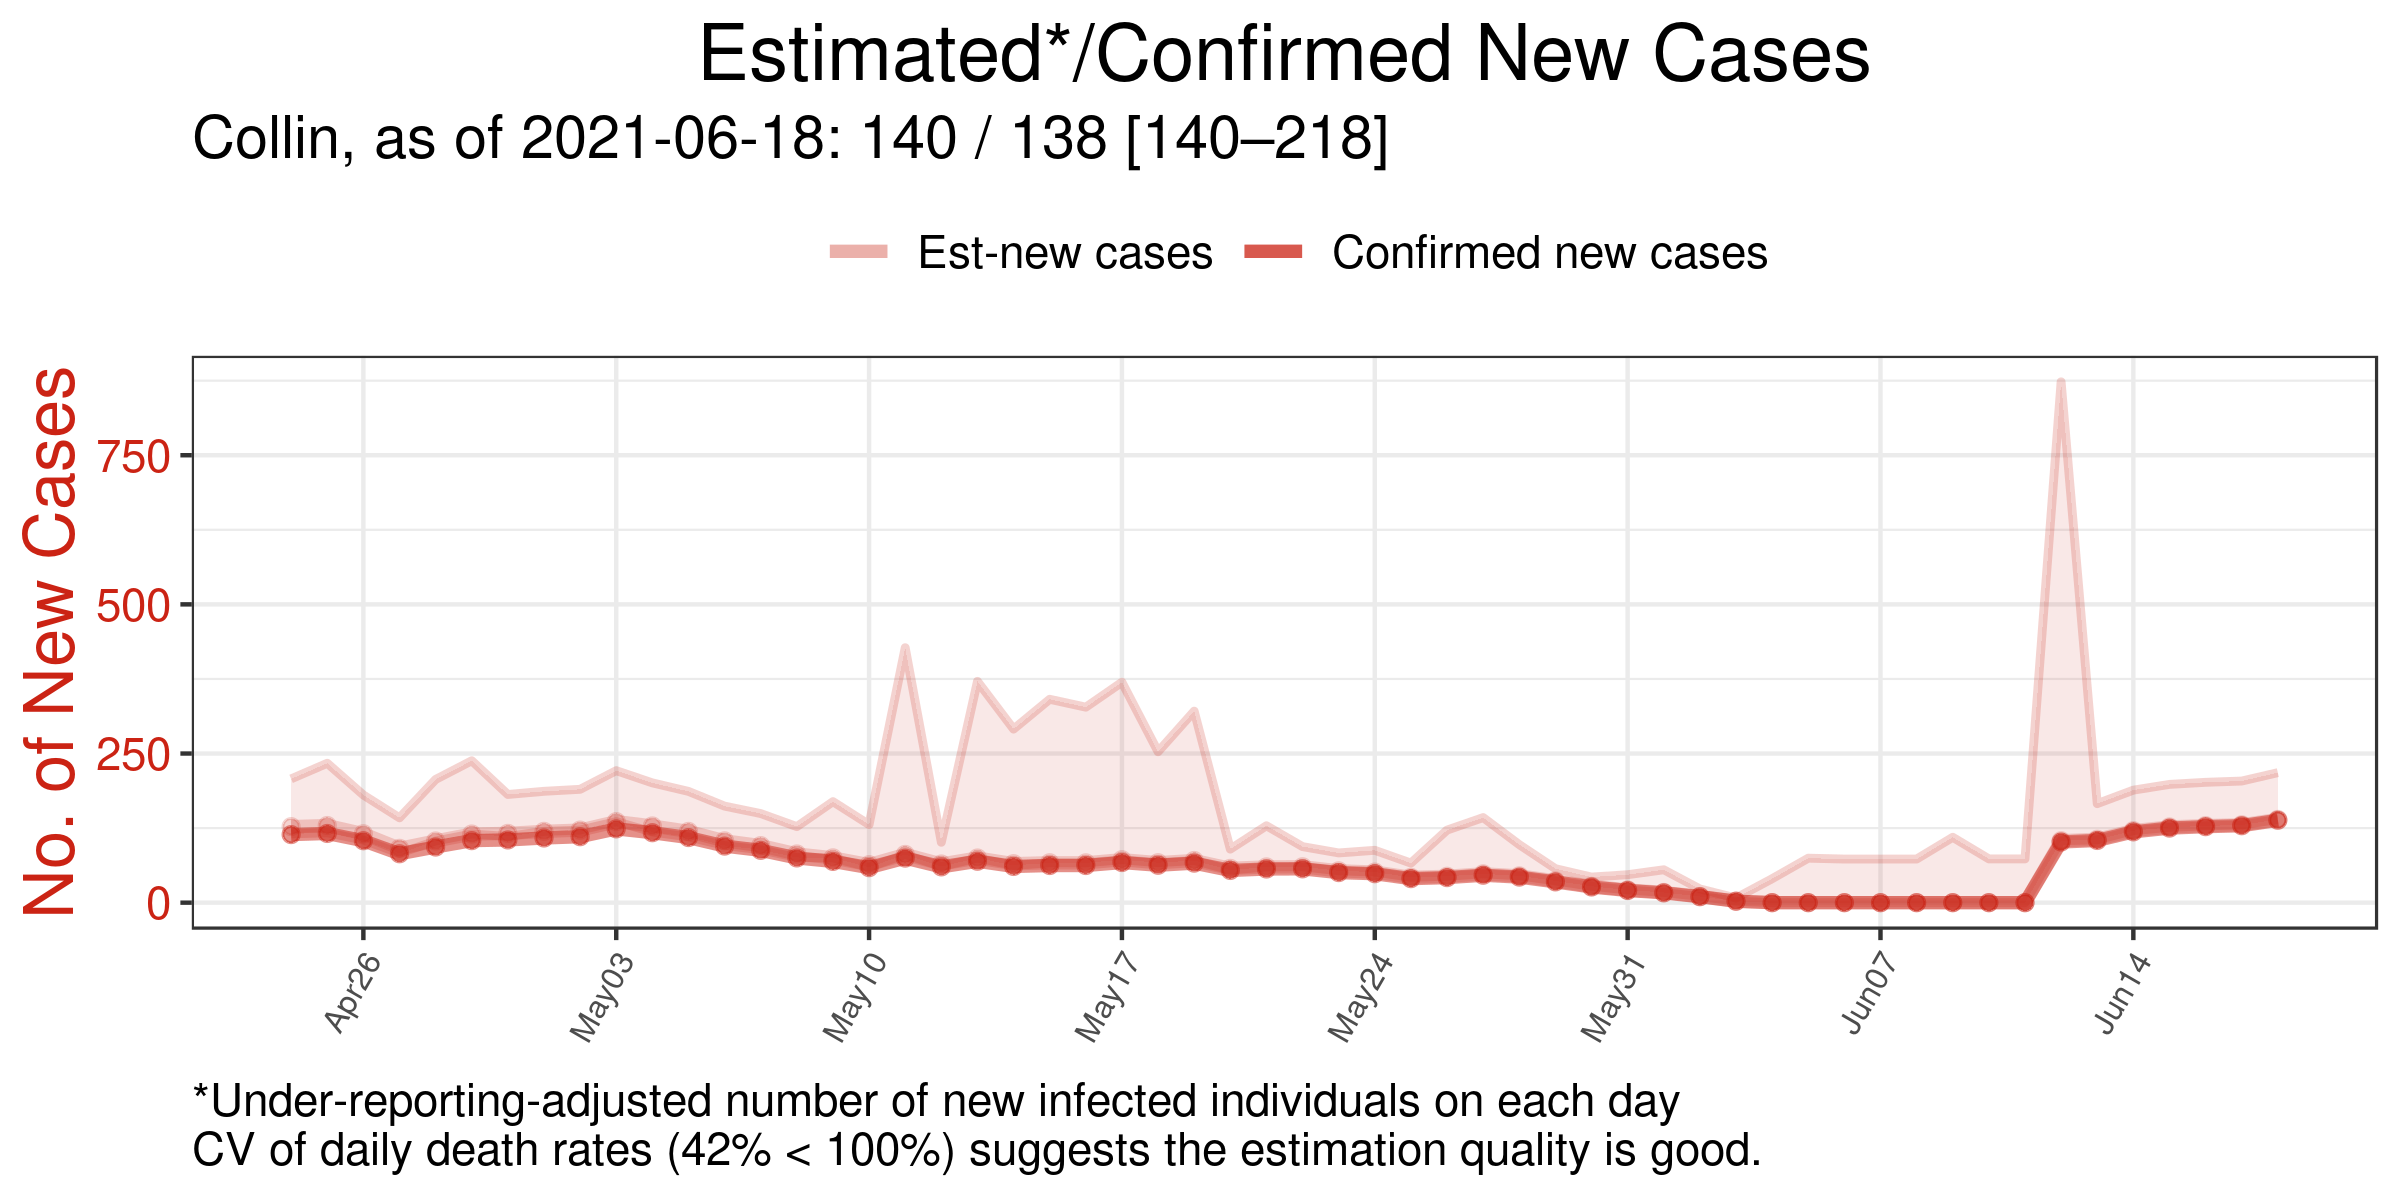 Estimated*/Confirmed New Cases
Collin, as of 2021-06-18: 140 / 138 [140–218]
Est-new cases
Confirmed new cases
No. of New Cases
750
500
250
0
Apr26
May03
May10
May17
May24
May31
Jun07
Jun14
*Under-reporting-adjusted number of new infected individuals on each day
CV of daily death rates (42% < 100%) suggests the estimation quality is good.